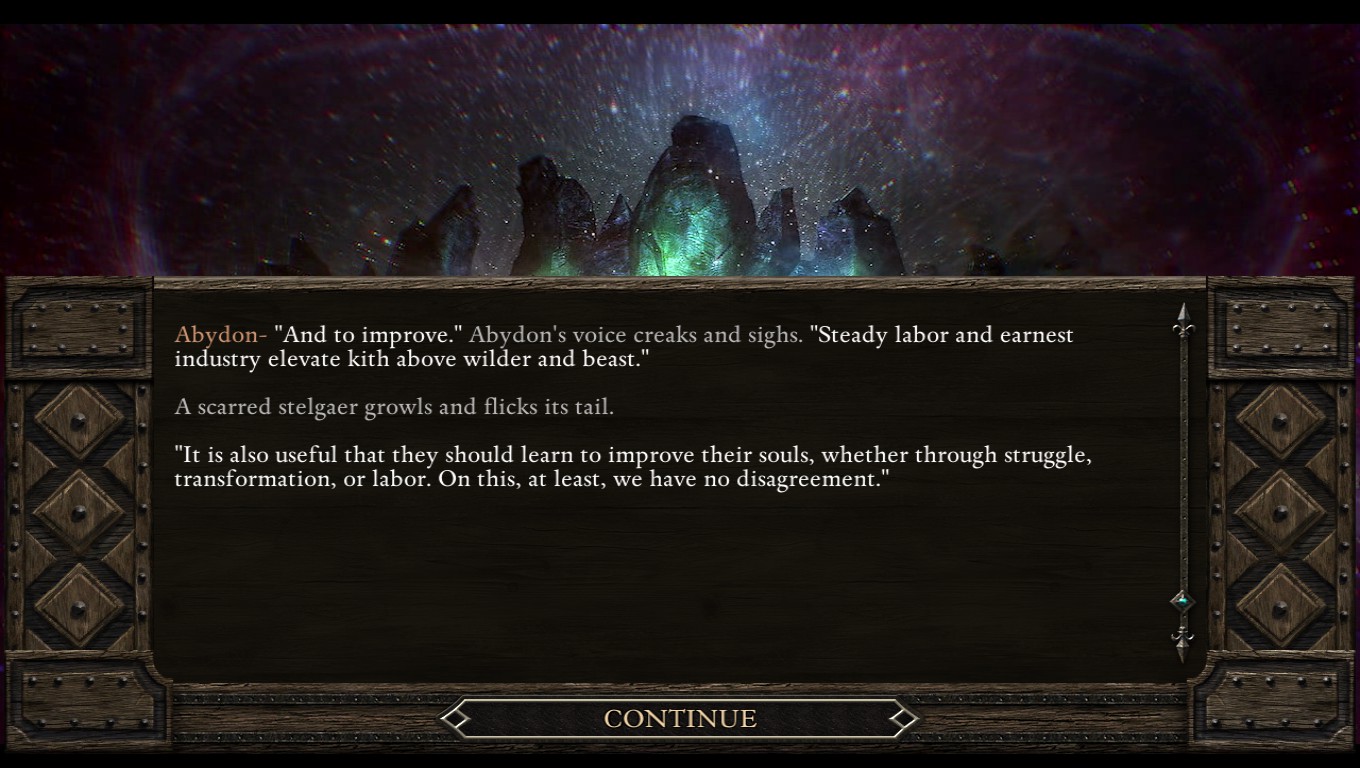 Abydon- "And to improve." Abydon's voice creaks and sighs. "Steady labor and earnest
industry elevate kith above wilder and beast."
A scarred stelgaer growls and flicks its tail.
"It is also useful that they should learn to improve their souls, whether through struggle,
transformation, or labor. On this, at least, we have no disagreement."
CONTINUE